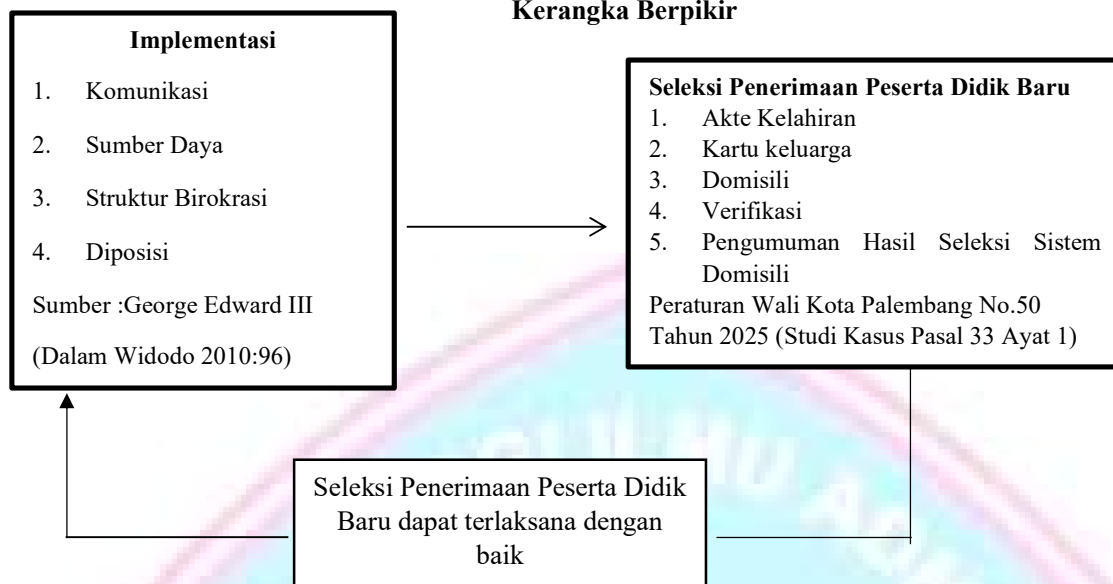 Kerangka Berpikir
Implementasi
1. Komunikasi
2. Sumber Daya
3. Struktur Birokrasi
4. Diposisi
Sumber :George Edward III
(Dalam Widodo 2010:96)
Seleksi Penerimaan Peserta Didik Baru
1. Akte Kelahiran
2. Kartu keluarga
3. Domisili
4. Verifikasi
5. Pengumuman Hasil Seleksi Sistem
Domisili
Peraturan Wali Kota Palembang No.50
Tahun 2025 (Studi Kasus Pasal 33 Ayat 1)
Seleksi Penerimaan Peserta Didik
Baru dapat terlaksana dengan
baik